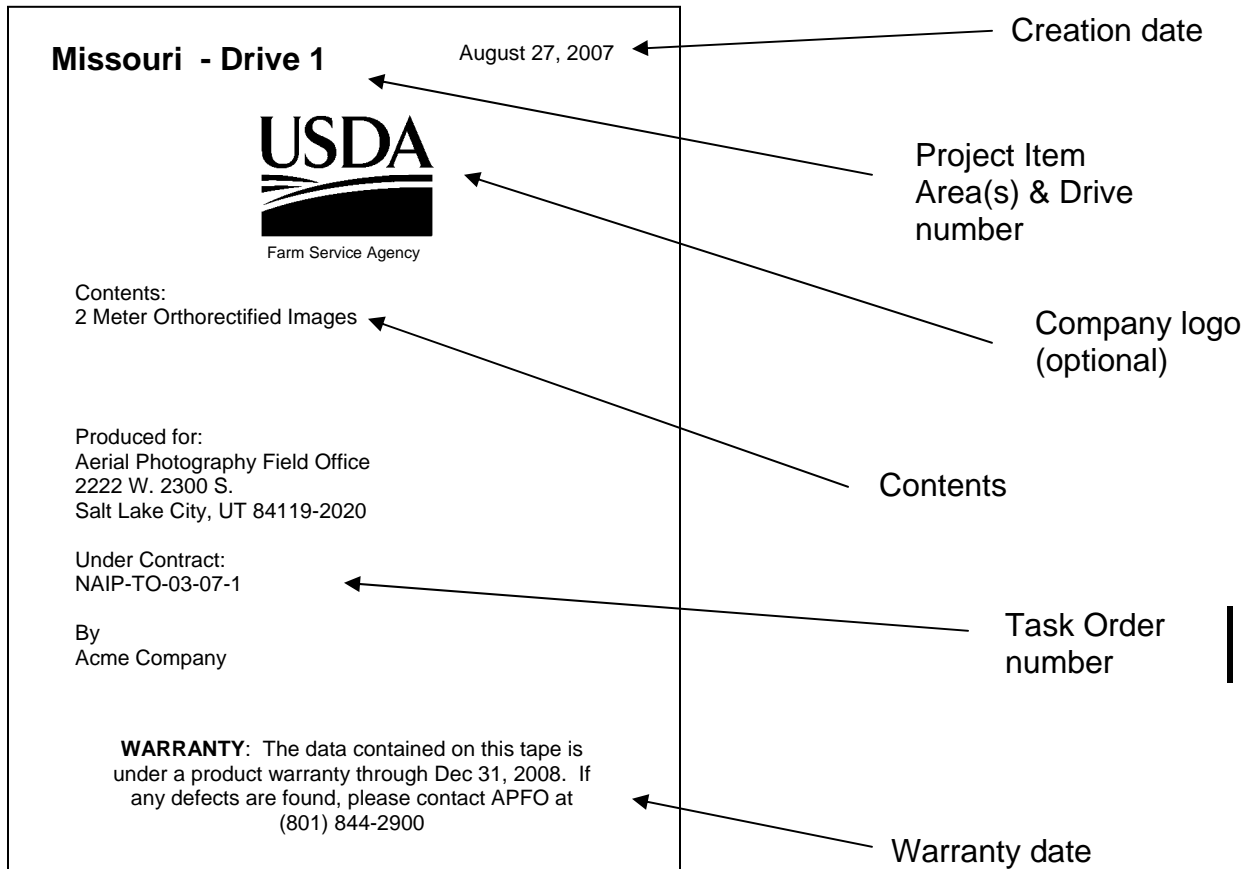 Missouri - Drive 1
August 27, 2007
USDA
Farm Service Agency
Contents:
2 Meter Orthorectified Images
Produced for:
Aerial Photography Field Office
2222 W. 2300 S.
Salt Lake City, UT 84119-2020
Under Contract:
NAIP-TO-03-07-1
By
Acme Company
WARRANTY: The data contained on this tape is
under a product warranty through Dec 31, 2008. If
any defects are found, please contact APFO at
(801) 844-2900
Creation date
Project Item
Area(s) & Drive
number
Company logo
(optional)
Contents
Task Order
number
Warranty date